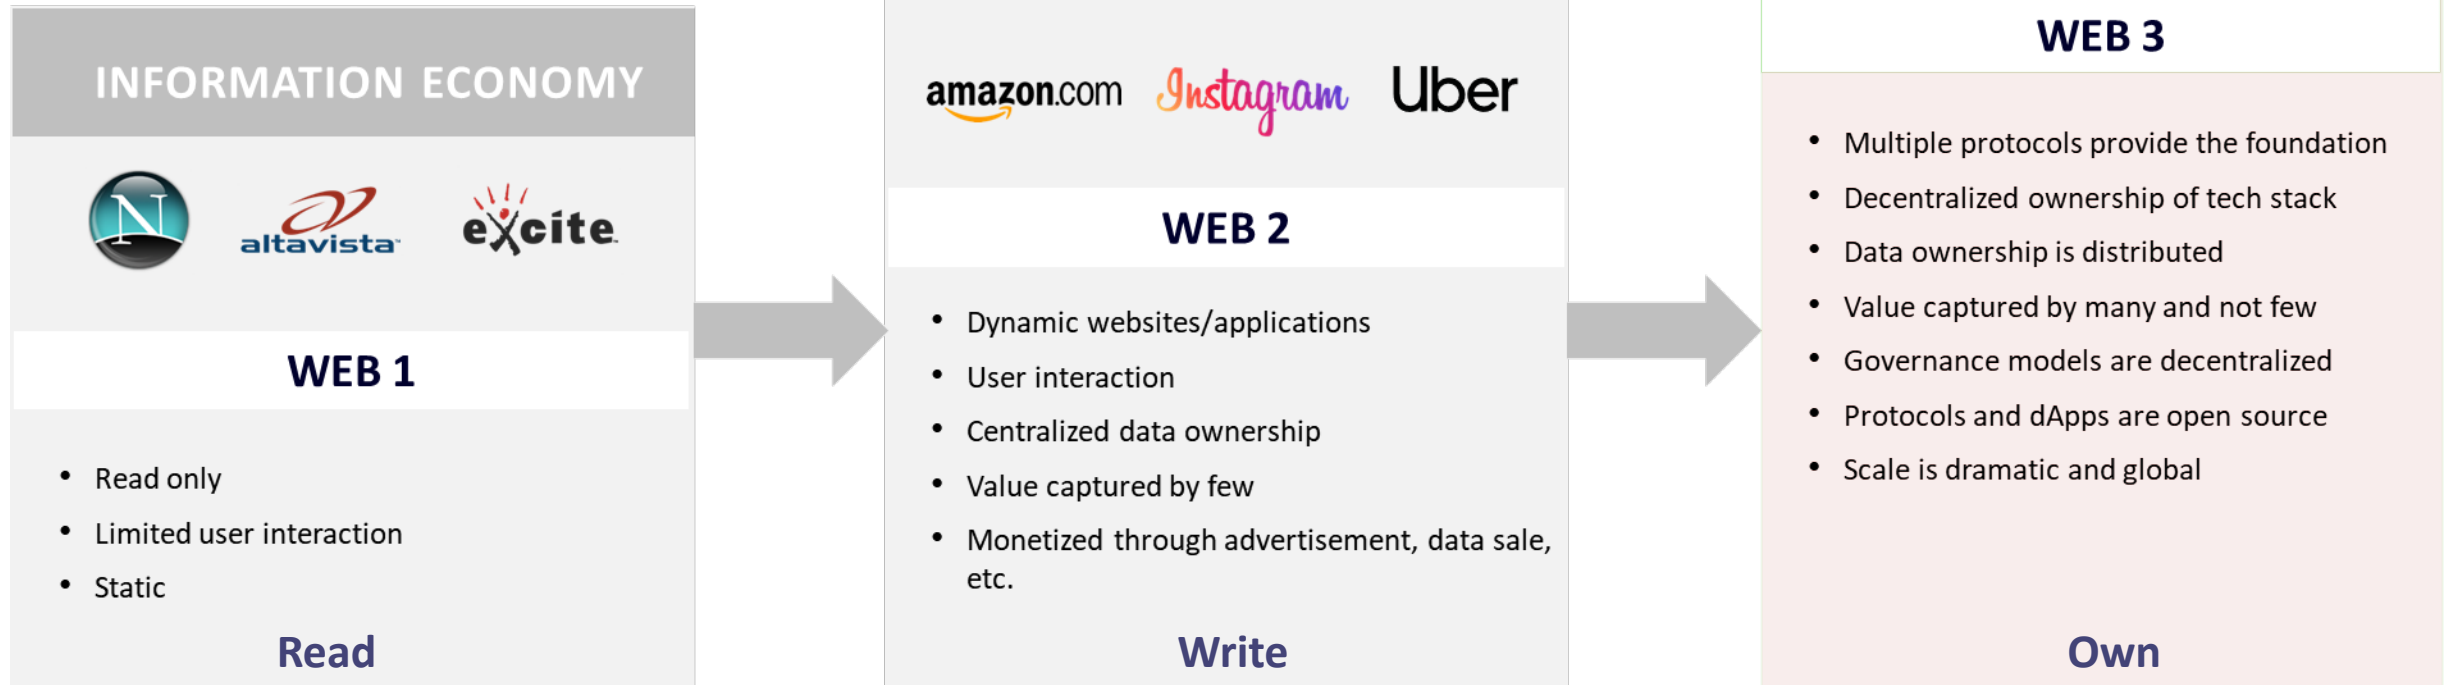 INFORMATION ECONOMY
N
altavista™
excite™
WEB 1
• Read only
• Limited user interaction
• Static
Read
amazon.com
Instagram
Uber
WEB 2
• Dynamic websites/applications
• User interaction
• Centralized data ownership
• Value captured by few
• Monetized through advertisement, data sale,
etc.
Write
WEB 3
• Multiple protocols provide the foundation
• Decentralized ownership of tech stack
• Data ownership is distributed
• Value captured by many and not few
• Governance models are decentralized
• Protocols and dApps are open source
• Scale is dramatic and global
Own